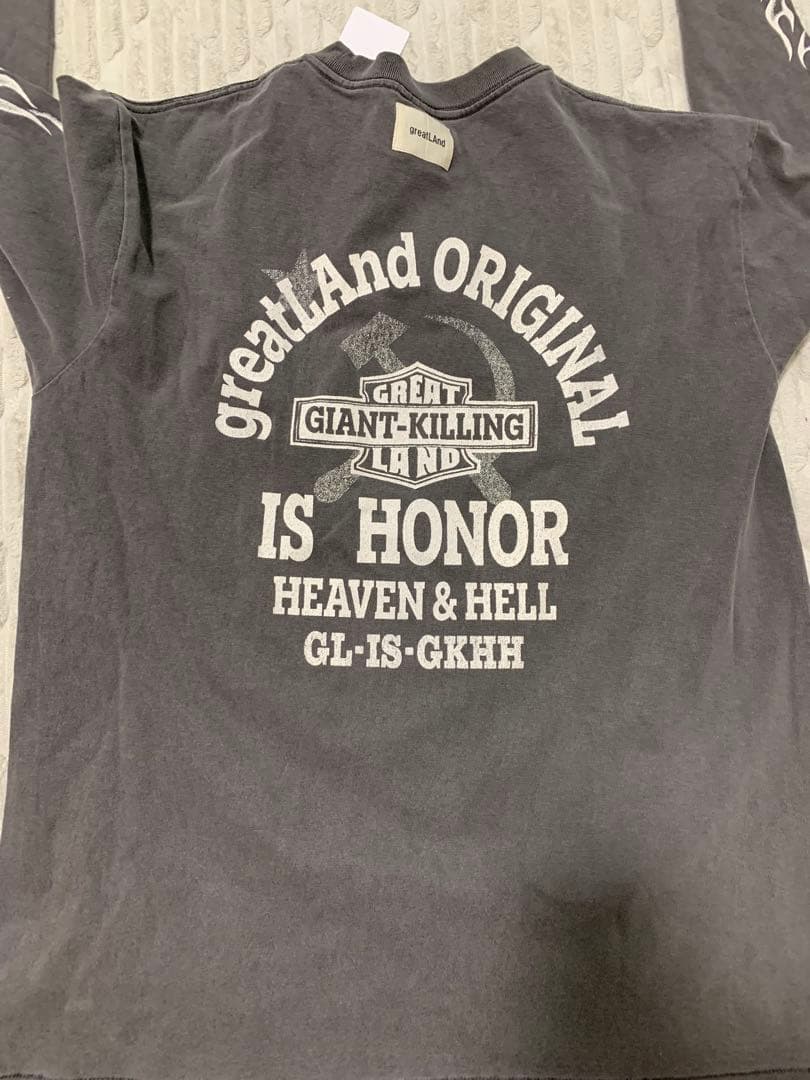 greatLAnd
greatLAnd ORIGINAL
GREAT
GIANT-KILLING
LAND
IS HONOR
HEAVEN & HELL
GL-IS-GKHH